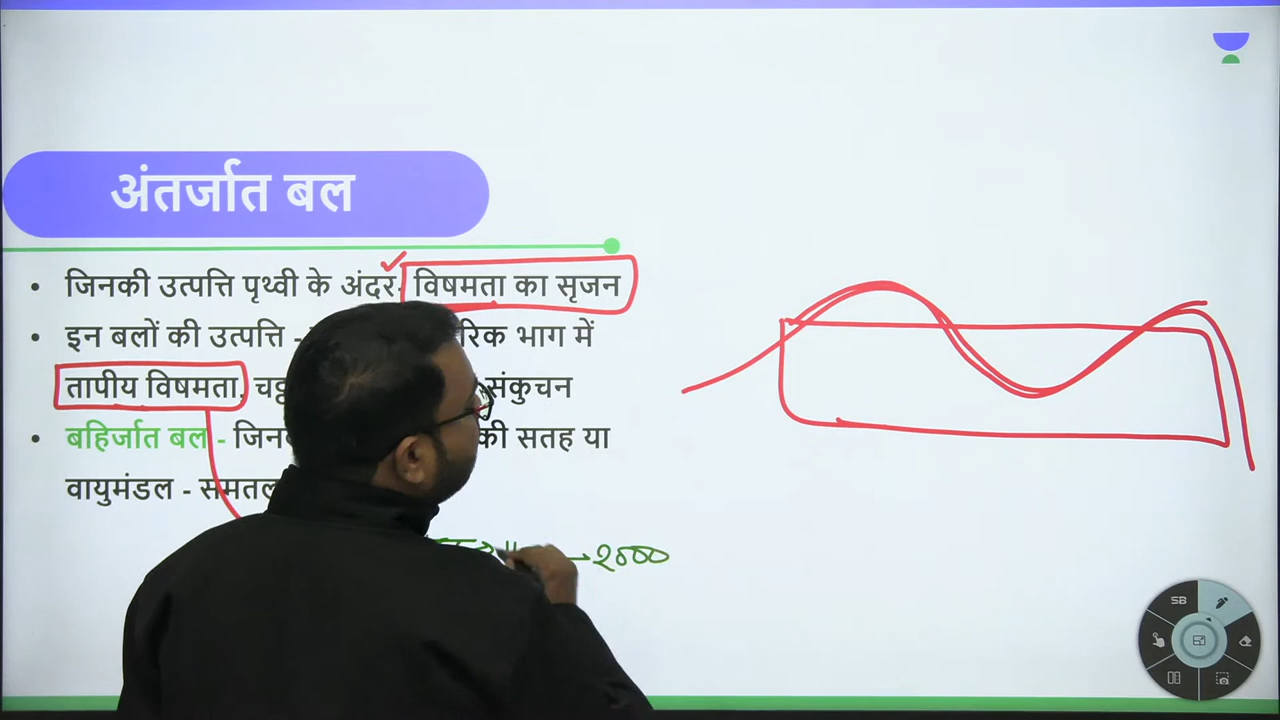 अंतर्जात बल
• जिनकी उत्पत्ति पृथ्वी के अंदर- विषमता का सृजन
• इन बलों की उत्पत्ति - भाग में
तापीय विषमता, संकुचन
• बहिर्जात बल - की सतह या
वायुमंडल - समतल
SB